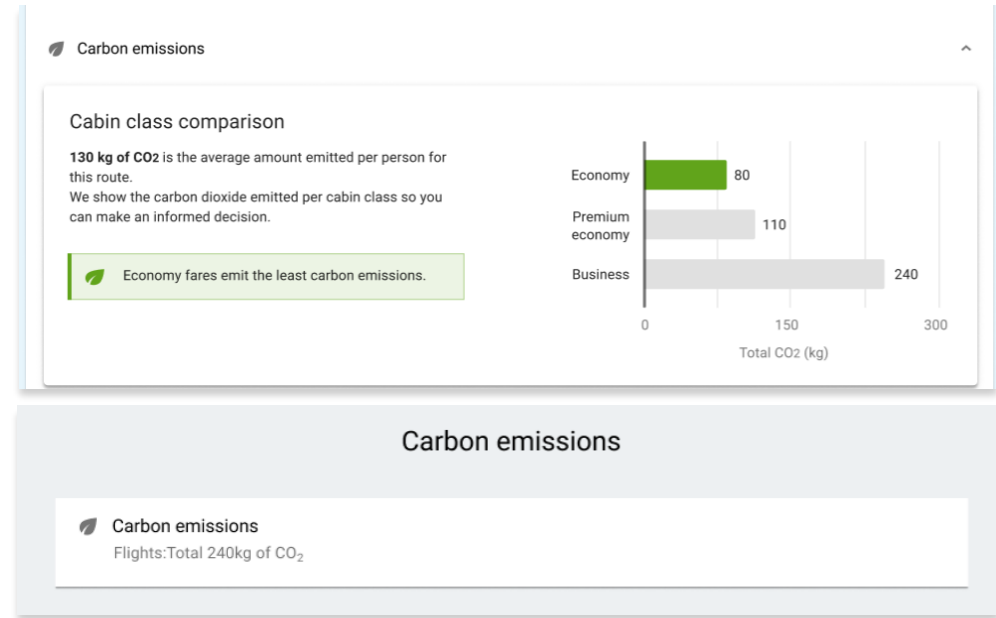 Carbon emissions
Cabin class comparison
130 kg of CO2 is the average amount emitted per person for
this route.
We show the carbon dioxide emitted per cabin class so you
can make an informed decision.
Economy fares emit the least carbon emissions.
Economy 80
Premium
economy
110
Business 240
0 150 300
Total CO2 (kg)
Carbon emissions
Carbon emissions
Flights:Total 240kg of CO₂